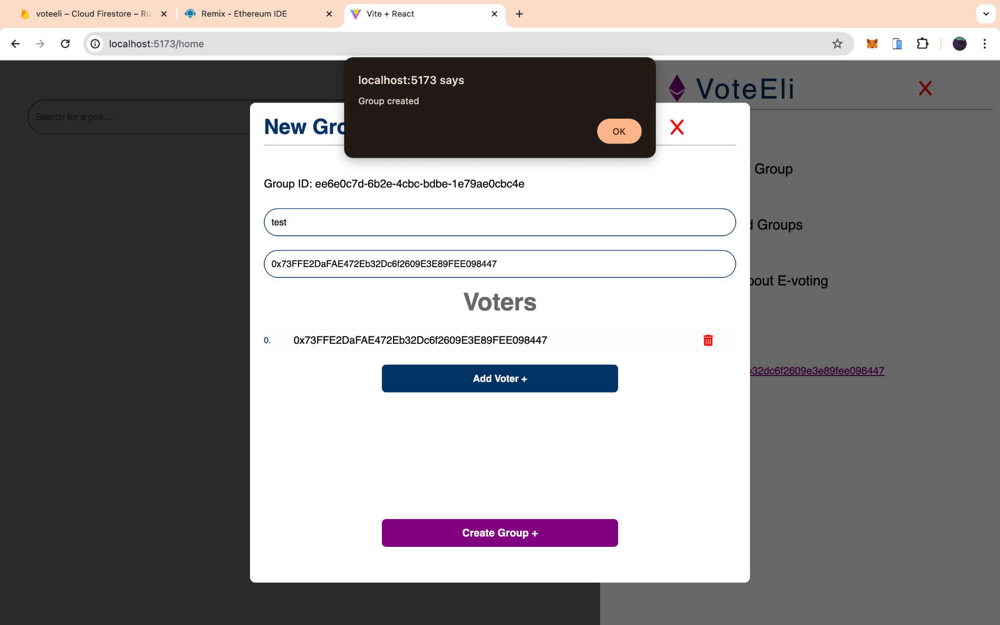 voteeli – Cloud Firestore – Ru
Remix - Ethereum IDE
Vite + React
localhost:5173/home
localhost:5173 says
Group created
OK
VoteEli
Search for a poll....
New Gro
Group ID: ee6e0c7d-6b2e-4cbc-bdbe-1e79ae0cbc4e
test
0x73FFE2DaFAE472Eb32Dc6f2609E3E89FEE098447
Voters
0. 0x73FFE2DaFAE472Eb32Dc6f2609E3E89FEE098447
Add Voter +
Create Group +
Group
d Groups
bout E-voting
b32dc6f2609e3e89fee098447